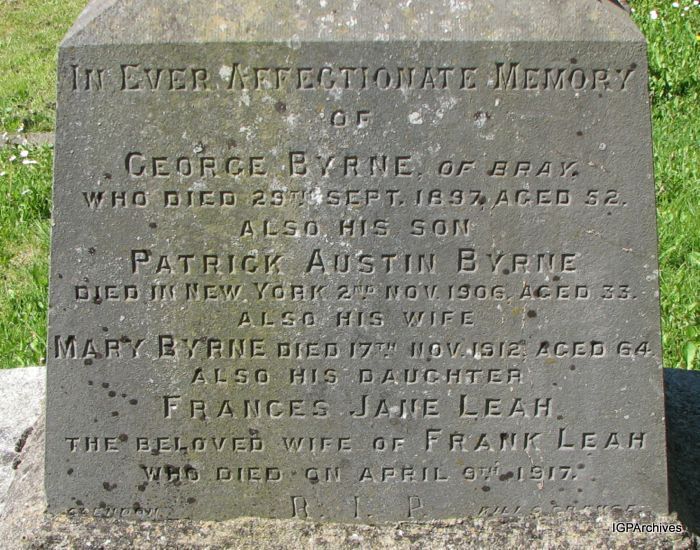 IN EVER AFFECTIONATE MEMORY
OF
GEORGE BYRNE, OF BRAY,
WHO DIED 29TH SEPT. 1897, AGED 52.
ALSO HIS SON
PATRICK AUSTIN BYRNE
DIED IN NEW YORK 2ND NOV. 1906, AGED 33.
ALSO HIS WIFE
MARY BYRNE DIED 17TH NOV. 1912, AGED 64.
ALSO HIS DAUGHTER
FRANCES JANE LEAH
THE BELOVED WIFE OF FRANK LEAH
WHO DIED ON APRIL 9TH 1917.
R. I. P.
IGPArchives